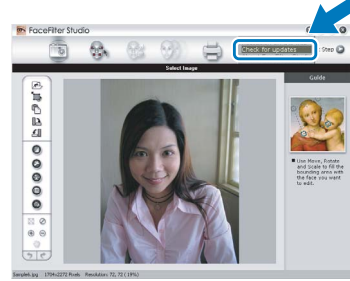 FaceFilter Studio
Check for updates
Step
Select Image
Guide
Use Move, Rotate
and Scale to fill the
bounding area with
the face you want
to edit.
Sample6.jpg 1704x2272 Pixels Resolution: 72, 72 ( 19%)